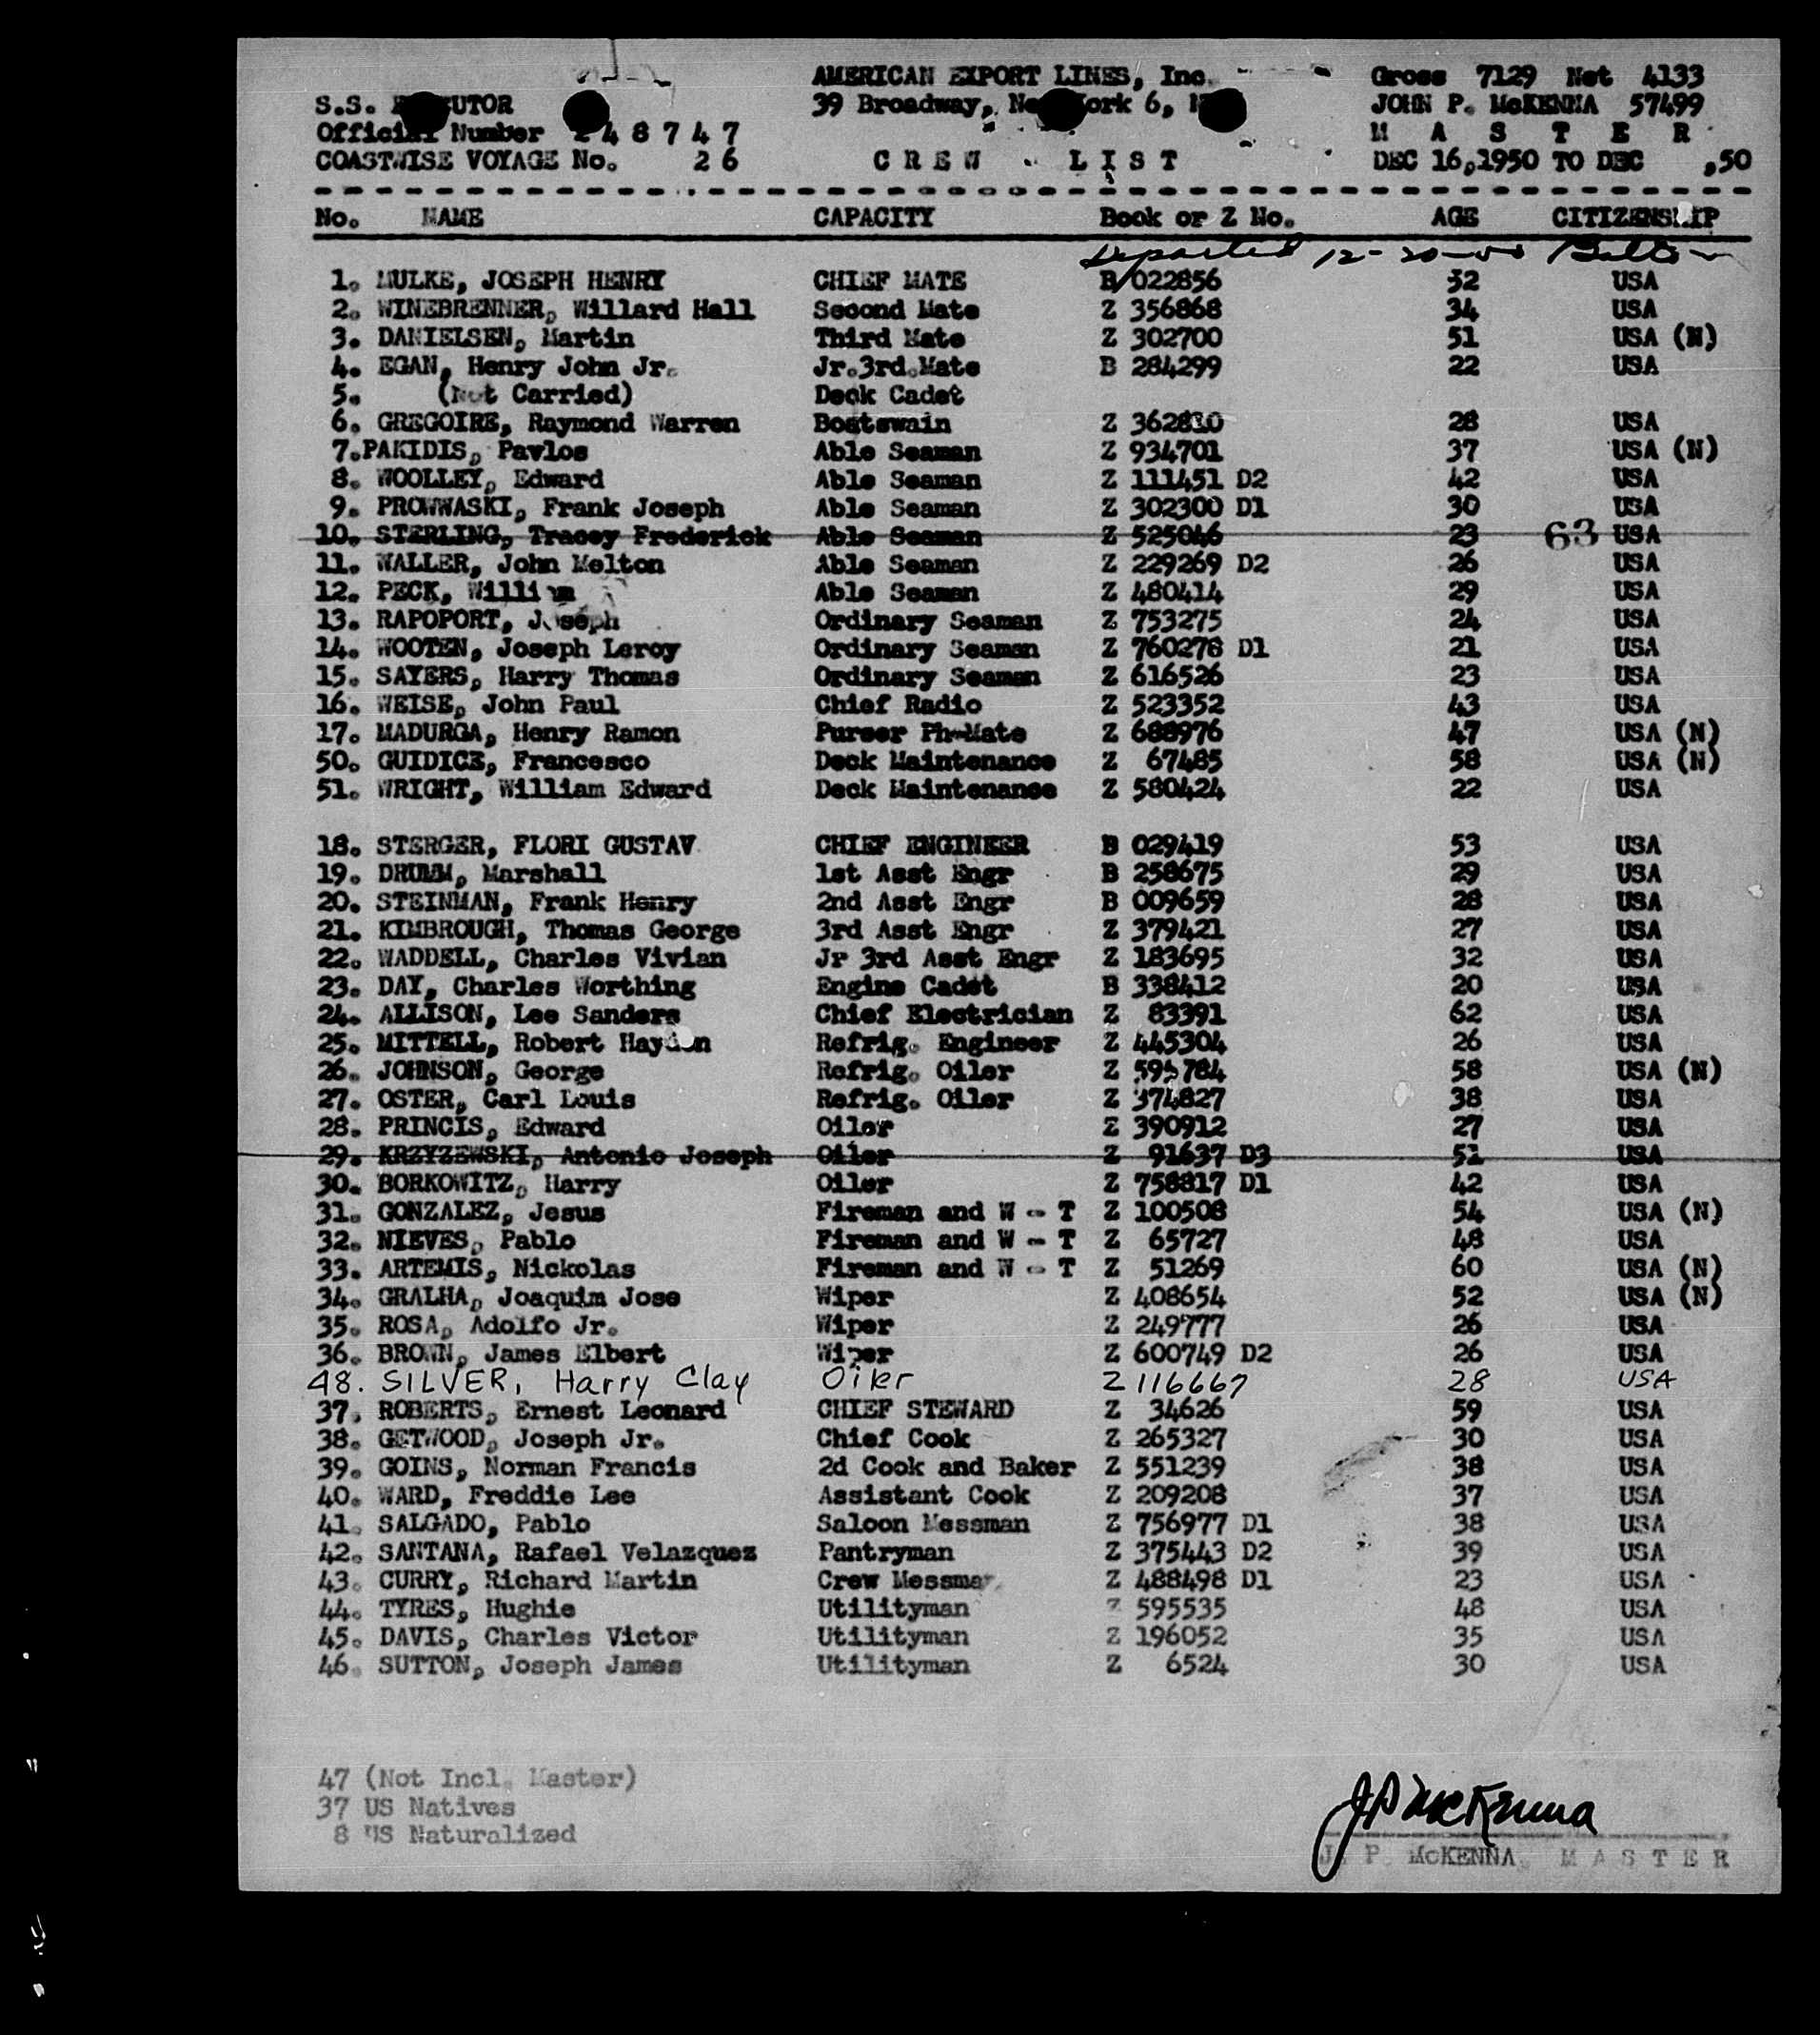 AMERICAN EXPORT LINES, Inc. Gross 7129 Net 4133
S.S. UTOR 39 Broadway, ork 6, JOHN P. McKENNA 57499
Official Number 48747 M A S T E R
COASTWISE VOYAGE No. 26 C R E W L I S T DEC 16,1950 TO DEC ,50
No. NAME CAPACITY Book or Z No. AGE CITIZENSHIP
Departed 12-20-50 Balto
1. MULKE, JOSEPH HENRY CHIEF MATE B 022856 52 USA
2. WINEBRENNER, Willard Hall Second Mate Z 356868 34 USA
3. DANIELSEN, Martin Third Mate Z 302700 51 USA (N)
4. EGAN, Henry John Jr. Jr.3rd.Mate B 284299 22 USA
5. (Not Carried) Deck Cadet
6. GREGOIRE, Raymond Warren Boatswain Z 362810 28 USA
7.PAKIDIS, Pavlos Able Seaman Z 934701 37 USA (N)
8. WOOLLEY, Edward Able Seaman Z 111451 D2 42 USA
9. PROWWASKI, Frank Joseph Able Seaman Z 302300 D1 30 USA
10. STERLING, Tracey Frederick Able Seaman Z 525046 23 63 USA
11. WALLER, John Melton Able Seaman Z 229269 D2 26 USA
12. PECK, William Able Seaman Z 480414 29 USA
13. RAPOPORT, Joseph Ordinary Seaman Z 753275 24 USA
14. WOOTEN, Joseph Leroy Ordinary Seaman Z 760278 D1 21 USA
15. SAYERS, Harry Thomas Ordinary Seaman Z 616526 23 USA
16. WEISE, John Paul Chief Radio Z 523352 43 USA
17. MADURGA, Henry Ramon Purser Ph-Mate Z 688976 47 USA (N)
50. GUIDICE, Francesco Deck Maintenance Z 67485 58 USA (N)
51. WRIGHT, William Edward Deck Maintenance Z 580424 22 USA
18. STERGER, FLORI GUSTAV CHIEF ENGINEER B 029419 53 USA
19. DRUMM, Marshall 1st Asst Engr B 258675 29 USA
20. STEINMAN, Frank Henry 2nd Asst Engr B 009659 28 USA
21. KIMBROUGH, Thomas George 3rd Asst Engr Z 379421 27 USA
22. WADDELL, Charles Vivian Jr 3rd Asst Engr Z 183695 32 USA
23. DAY, Charles Worthing Engine Cadet B 338412 20 USA
24. ALLISON, Lee Sanders Chief Electrician Z 83391 62 USA
25. MITTELL, Robert Hayden Refrig. Engineer Z 445304 26 USA
26. JOHNSON, George Refrig. Oiler Z 595784 58 USA (N)
27. OSTER, Carl Louis Refrig. Oiler Z 374827 38 USA
28. PRINCIS, Edward Oiler Z 390912 27 USA
29. KRZYZEWSKI, Antonio Joseph Oiler Z 91637 D3 51 USA
30. BORKOWITZ, Harry Oiler Z 758817 D1 42 USA
31. GONZALEZ, Jesus Fireman and W - T Z 100508 54 USA (N)
32. NIEVES, Pablo Fireman and W - T Z 65727 48 USA
33. ARTEMIS, Nickolas Fireman and W - T Z 51269 60 USA (N)
34. GRALHA, Joaquim Jose Wiper Z 408654 52 USA (N)
35. ROSA, Adolfo Jr. Wiper Z 249777 26 USA
36. BROWN, James Elbert Wiper Z 600749 D2 26 USA
48. SILVER, Harry Clay Oiler Z 116667 28 USA
37. ROBERTS, Ernest Leonard CHIEF STEWARD Z 34626 59 USA
38. GETWOOD, Joseph Jr. Chief Cook Z 265327 30 USA
39. GOINS, Norman Francis 2d Cook and Baker Z 551239 38 USA
40. WARD, Freddie Lee Assistant Cook Z 209208 37 USA
41. SALGADO, Pablo Saloon Messman Z 756977 D1 38 USA
42. SANTANA, Rafael Velazquez Pantryman Z 375443 D2 39 USA
43. CURRY, Richard Martin Crew Messman Z 488498 D1 23 USA
44. TYRES, Hughie Utilityman Z 595535 48 USA
45. DAVIS, Charles Victor Utilityman Z 196052 35 USA
46. SUTTON, Joseph James Utilityman Z 6524 30 USA
47 (Not Incl. Master)
37 US Natives
8 US Naturalized
J P McKenna
J. P. McKENNA, M A S T E R